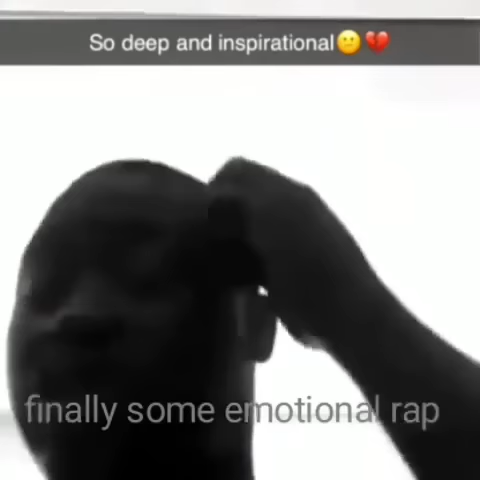 So deep and inspirational😕💔
finally some emotional rap